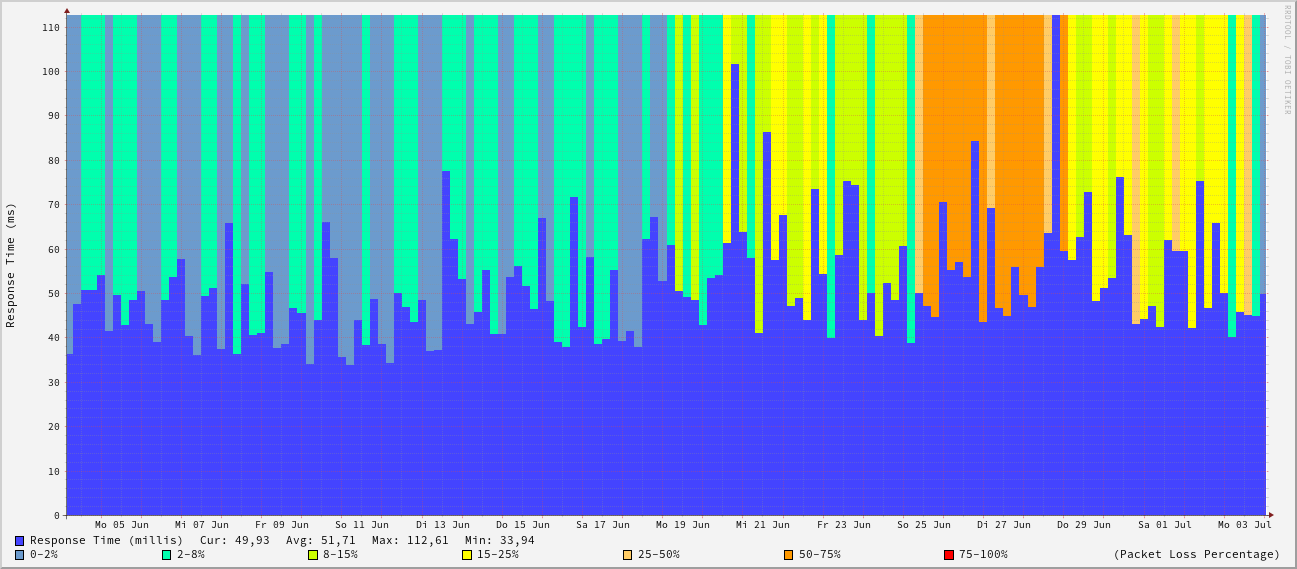 RRDTOOL / TOBI OETIKER
Response Time (ms)
110
100
90
80
70
60
50
40
30
20
10
0
Mo 05 Jun Mi 07 Jun Fr 09 Jun So 11 Jun Di 13 Jun Do 15 Jun Sa 17 Jun Mo 19 Jun Mi 21 Jun Fr 23 Jun So 25 Jun Di 27 Jun Do 29 Jun Sa 01 Jul Mo 03 Jul
Response Time (millis) Cur: 49,93 Avg: 51,71 Max: 112,61 Min: 33,94
0-2% 2-8% 8-15% 15-25% 25-50% 50-75% 75-100% (Packet Loss Percentage)